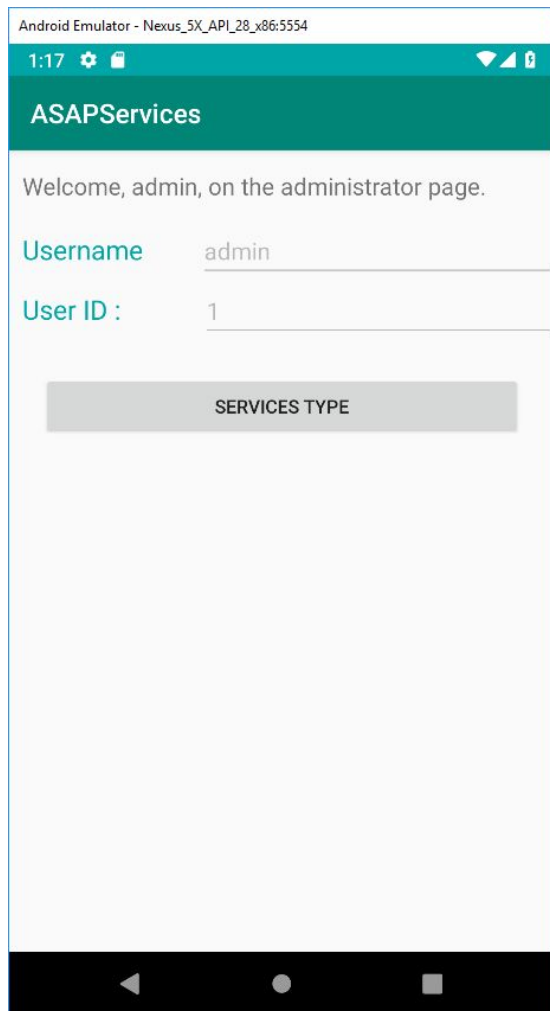 Android Emulator - Nexus_5X_API_28_x86:5554
1:17
ASAPServices
Welcome, admin, on the administrator page.
Username admin
User ID : 1
SERVICES TYPE